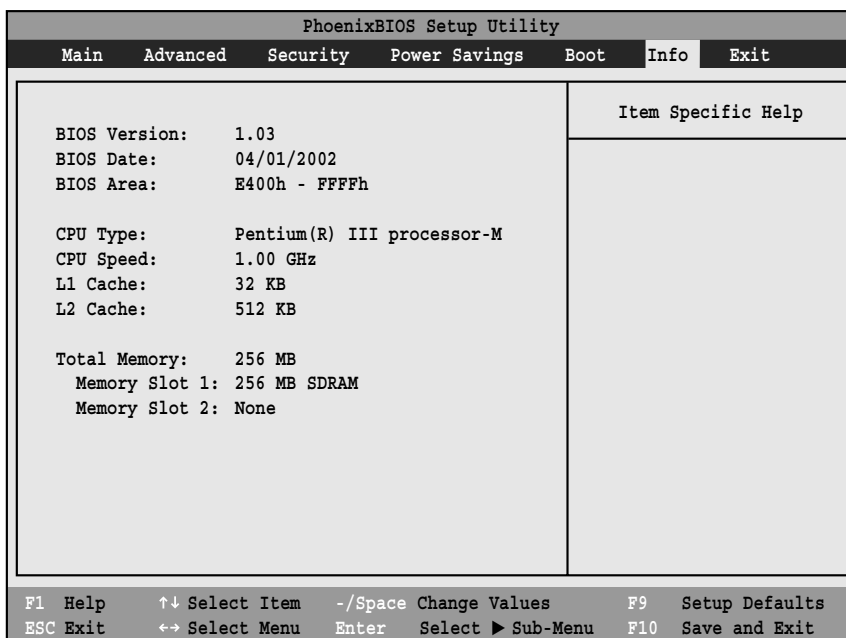 PhoenixBIOS Setup Utility
Main Advanced Security Power Savings Boot Info Exit
Item Specific Help
BIOS Version: 1.03
BIOS Date: 04/01/2002
BIOS Area: E400h - FFFFh
CPU Type: Pentium(R) III processor-M
CPU Speed: 1.00 GHz
L1 Cache: 32 KB
L2 Cache: 512 KB
Total Memory: 256 MB
Memory Slot 1: 256 MB SDRAM
Memory Slot 2: None
F1 Help ↑↓ Select Item -/Space Change Values F9 Setup Defaults
ESC Exit ←→ Select Menu Enter Select ▶ Sub-Menu F10 Save and Exit